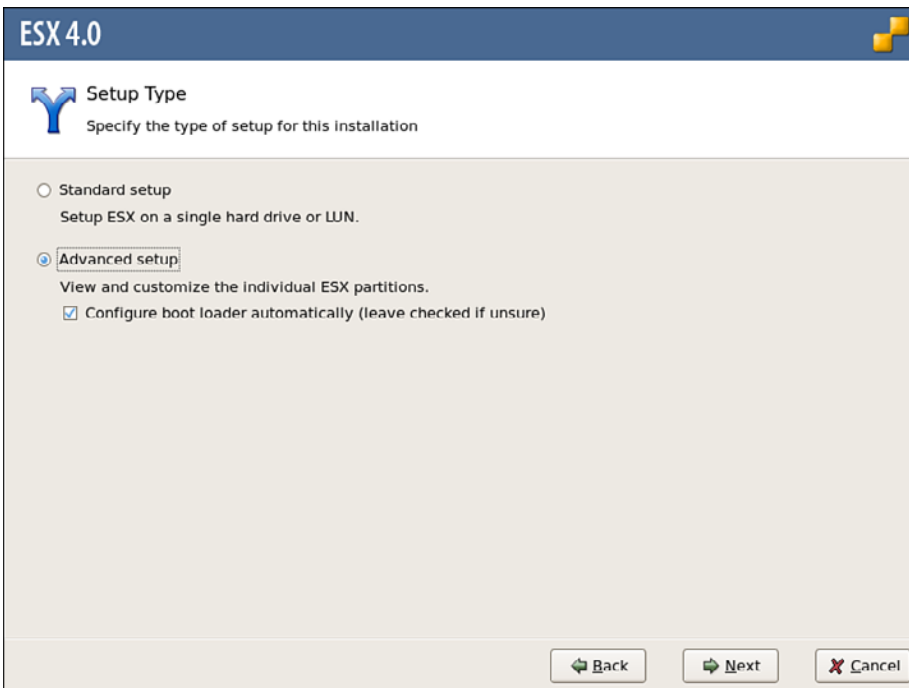 ESX 4.0
Setup Type
Specify the type of setup for this installation
Standard setup
Setup ESX on a single hard drive or LUN.
Advanced setup
View and customize the individual ESX partitions.
Configure boot loader automatically (leave checked if unsure)
Back Next Cancel